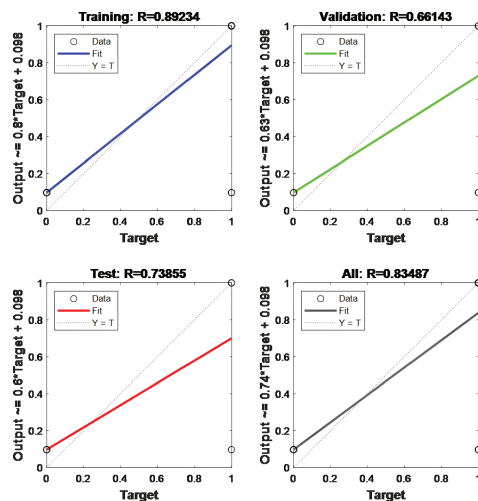 Training: R=0.89234
Output ~= 0.8*Target + 0.098
1
0.8
0.6
0.4
0.2
0
Data
Fit
Y = T
0 0.2 0.4 0.6 0.8 1
Target
Validation: R=0.66143
Output ~= 0.63*Target + 0.098
1
0.8
0.6
0.4
0.2
0
Data
Fit
Y = T
0 0.2 0.4 0.6 0.8 1
Target
Test: R=0.73855
Output ~= 0.6*Target + 0.098
1
0.8
0.6
0.4
0.2
0
Data
Fit
Y = T
0 0.2 0.4 0.6 0.8 1
Target
All: R=0.83487
Output ~= 0.74*Target + 0.098
1
0.8
0.6
0.4
0.2
0
Data
Fit
Y = T
0 0.2 0.4 0.6 0.8 1
Target